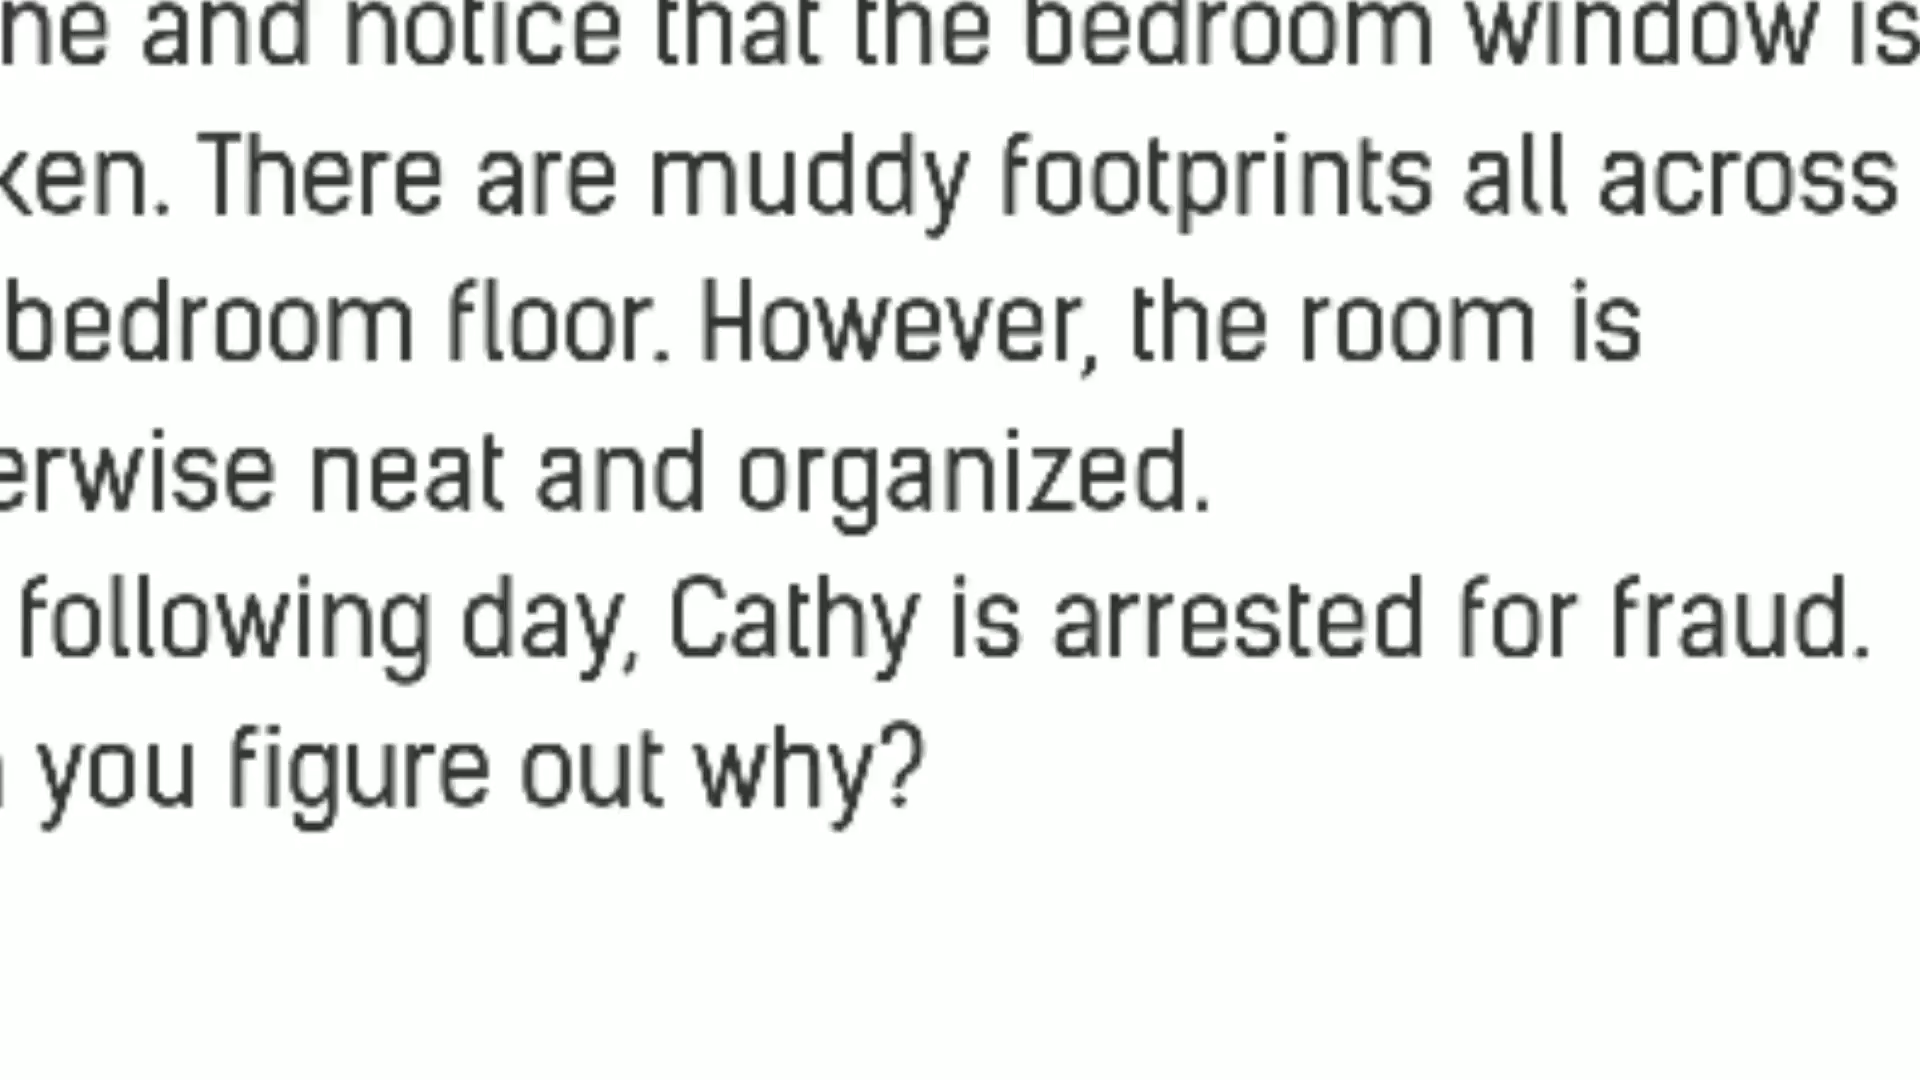 ne and notice that the bedroom window is
ken. There are muddy footprints all across
bedroom floor. However, the room is
erwise neat and organized.
following day, Cathy is arrested for fraud.
you figure out why?